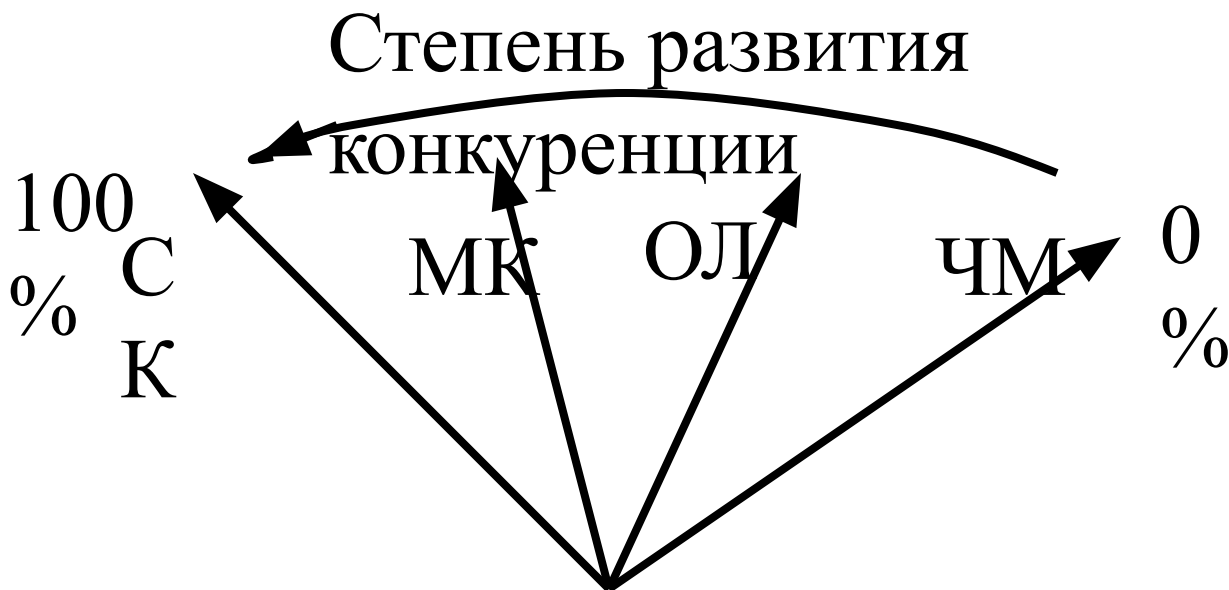 Степень развития
конкуренции
100
%
С
К
МК
ОЛ
ЧМ
0
%